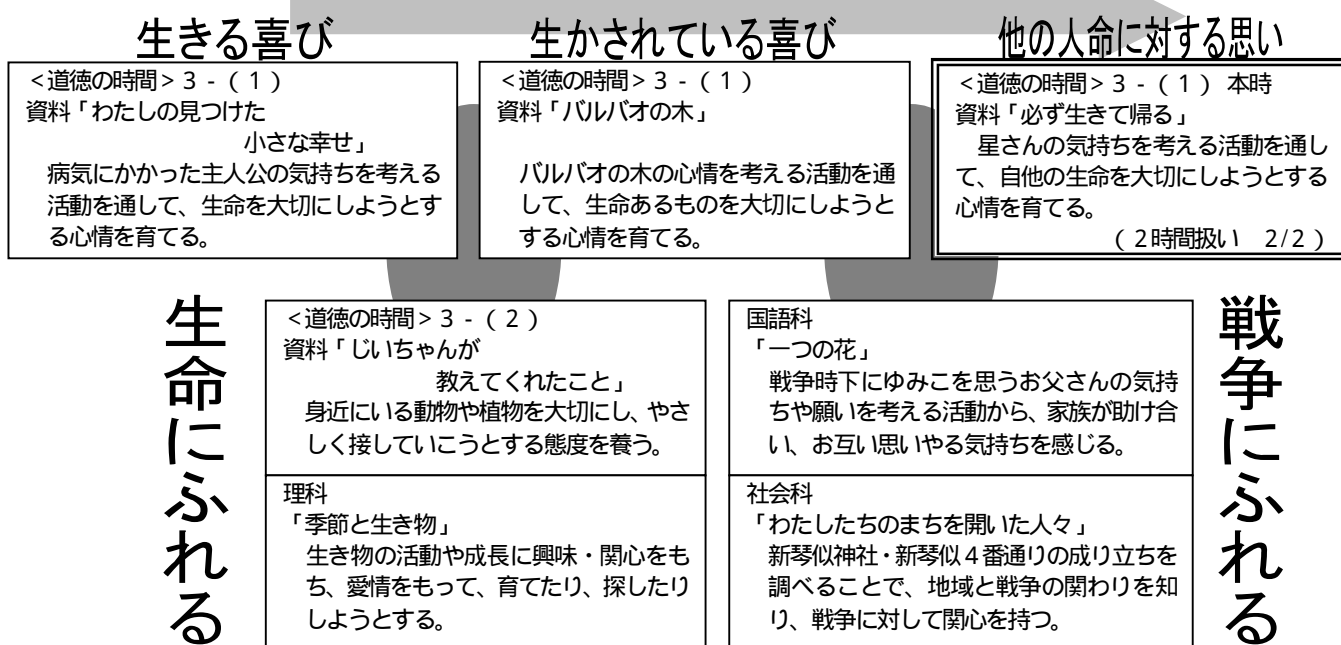 生きる喜び
<道徳の時間>3-(1)
資料「わたしの見つけた
小さな幸せ」
病気にかかった主人公の気持ちを考える
活動を通して、生命を大切にしようとす
る心情を育てる。
生かされている喜び
<道徳の時間>3-(1)
資料「バルバオの木」
バルバオの木の心情を考える活動を通
して、生命あるものを大切にしようと
する心情を育てる。
他の人命に対する思い
<道徳の時間>3-(1) 本時
資料「必ず生きて帰る」
星さんの気持ちを考える活動を通し
て、自他の生命を大切にしようとする
心情を育てる。
(2時間扱い 2/2)
生命にふれる
<道徳の時間>3-(2)
資料「じいちゃんが
教えてくれたこと」
身近にいる動物や植物を大切にし、やさ
しく接していこうとする態度を養う。
理科
「季節と生き物」
生き物の活動や成長に興味・関心をも
ち、愛情をもって、育てたり、探したり
しようとする。
国語科
「一つの花」
戦争時下にゆみこを思うお父さんの気持
ちや願いを考える活動から、家族が助け合
い、お互い思いやる気持ちを感じる。
社会科
「わたしたちのまちを開いた人々」
新琴似神社・新琴似4番通りの成り立ちを
調べることで、地域と戦争の関わりを知
り、戦争に対して関心を持つ。
戦争にふれる